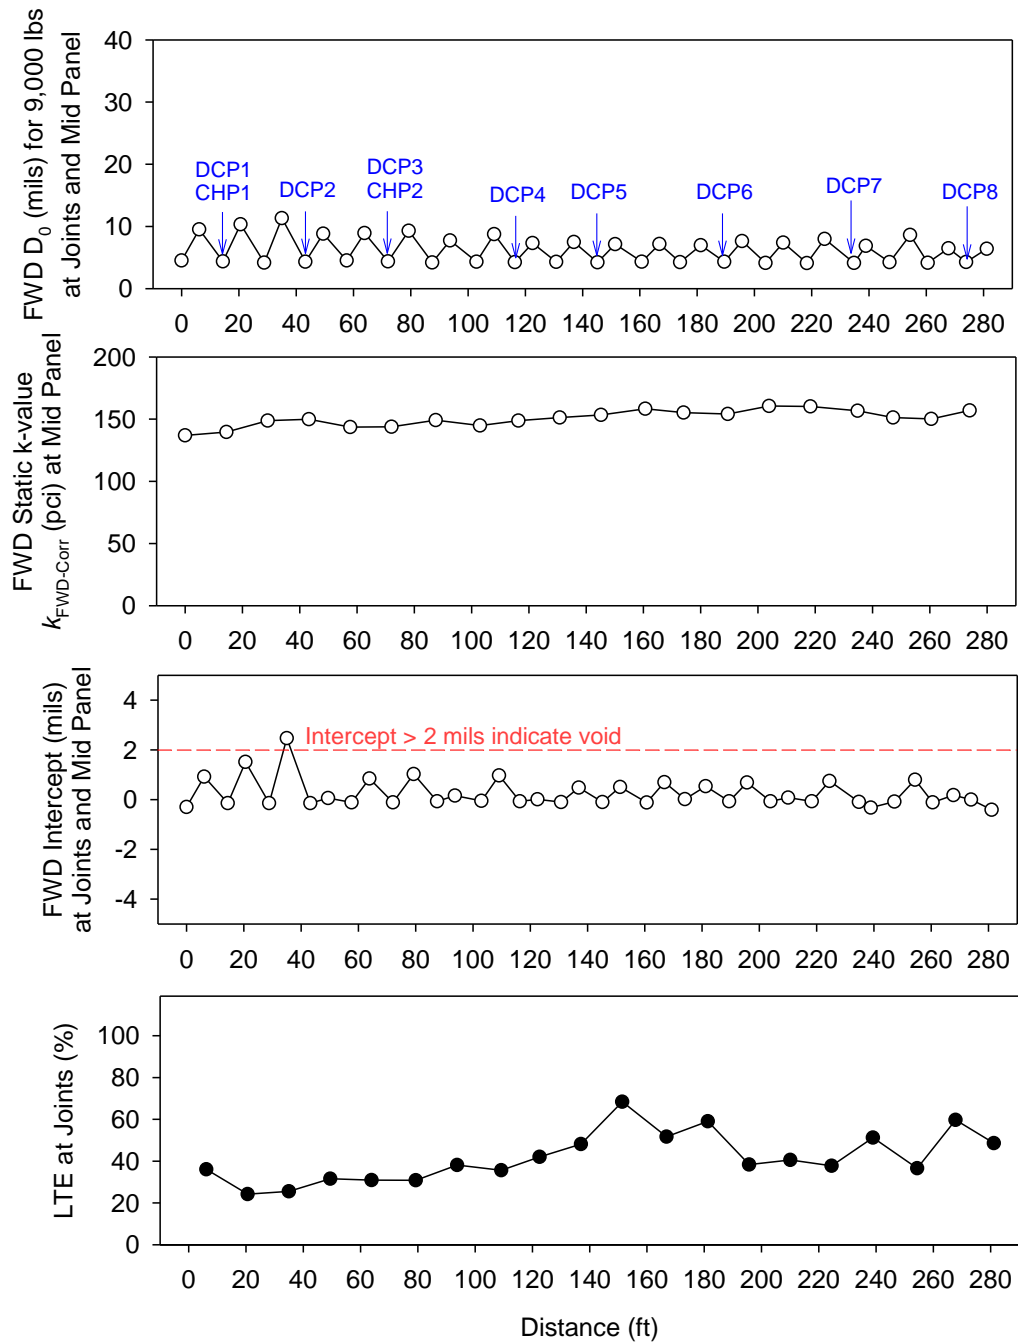 FWD D0 (mils) for 9,000 lbs
at Joints and Mid Panel
40
30
20
10
0
DCP1
CHP1
DCP2
DCP3
CHP2
DCP4
DCP5
DCP6
DCP7
DCP8
0 20 40 60 80 100 120 140 160 180 200 220 240 260 280
FWD Static k-value
kFWD-Corr (pci) at Mid Panel
200
150
100
50
0
0 20 40 60 80 100 120 140 160 180 200 220 240 260 280
FWD Intercept (mils)
at Joints and Mid Panel
4
2
0
-2
-4
Intercept > 2 mils indicate void
0 20 40 60 80 100 120 140 160 180 200 220 240 260 280
LTE at Joints (%)
100
80
60
40
20
0
0 20 40 60 80 100 120 140 160 180 200 220 240 260 280
Distance (ft)